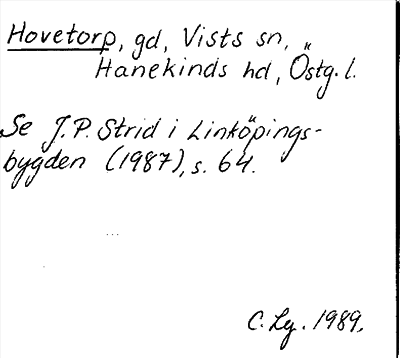 Hovetorp, gd, Vists sn,
Hanekinds hd, Östg. l.
Se J.P. Strid i Linköpings-
bygden (1987), s. 64.
C. Lg. 1989.